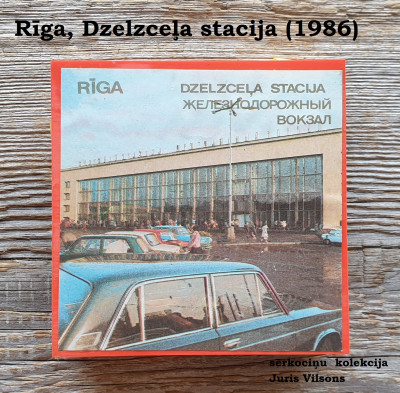 Rīga, Dzelzceļa stacija (1986)
RĪGA
DZELZCEĻA STACIJA
ЖЕЛЕЗНОДОРОЖНЫЙ
ВОКЗАЛ
sērkociņu kolekcija
Juris Vilsons